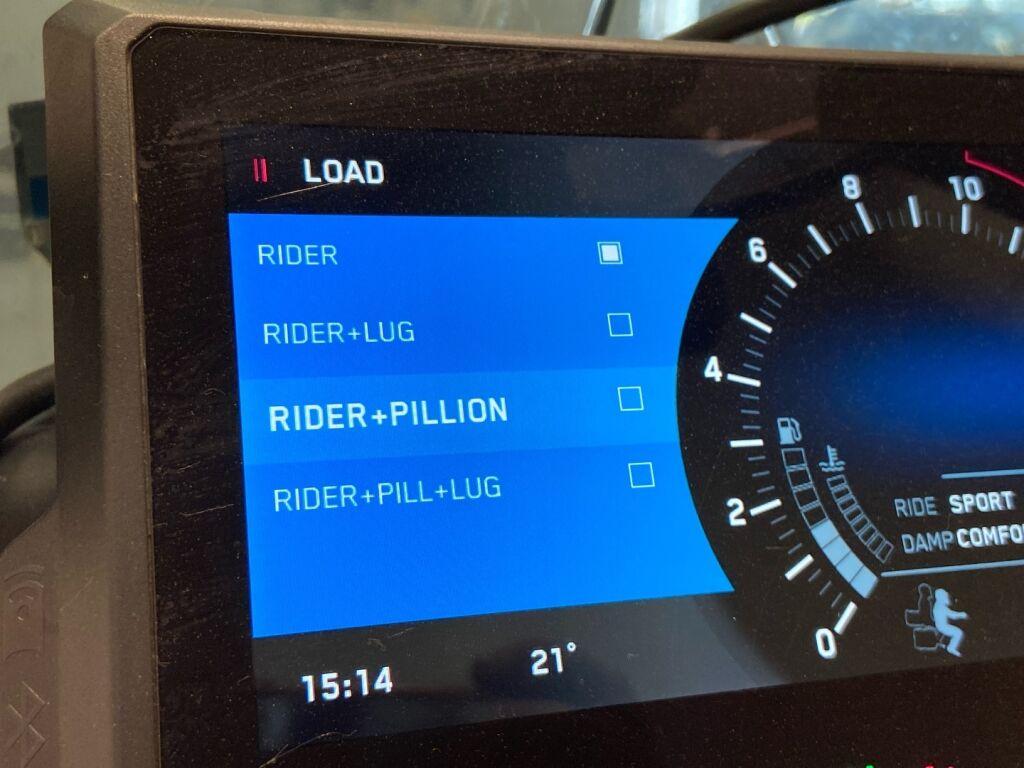 LOAD
RIDER
RIDER+LUG
RIDER+PILLION
RIDER+PILL+LUG
15:14
21°
0
2
4
6
8
10
RIDE SPORT
DAMP COMFO